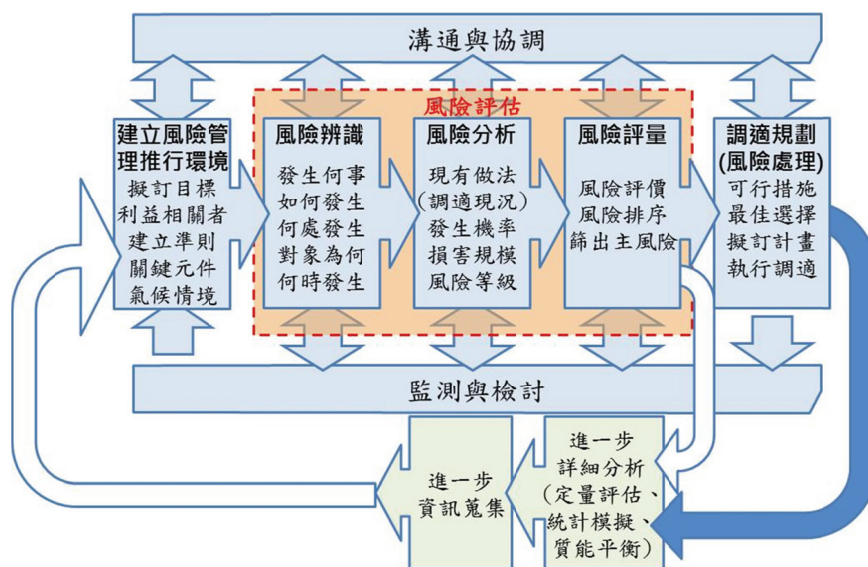 溝通與協調
風險評估
建立風險管
理推行環境
擬訂目標
利益相關者
建立準則
關鍵元件
氣候情境
風險辨識
發生何事
如何發生
何處發生
對象為何
何時發生
風險分析
現有做法
(調適現況)
發生機率
損害規模
風險等級
風險評量
風險評價
風險排序
篩出主風險
調適規劃
(風險處理)
可行措施
最佳選擇
擬訂計畫
執行調適
監測與檢討
進一步
資訊蒐集
進一步
詳細分析
(定量評估、
統計模擬、
質能平衡)